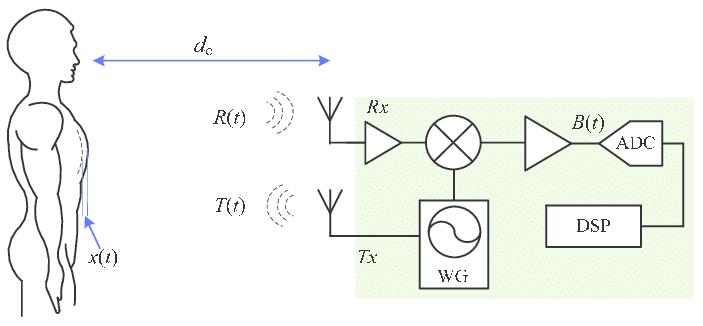 d_c
R(t)
Rx
B(t)
ADC
T(t)
DSP
x(t)
Tx
WG